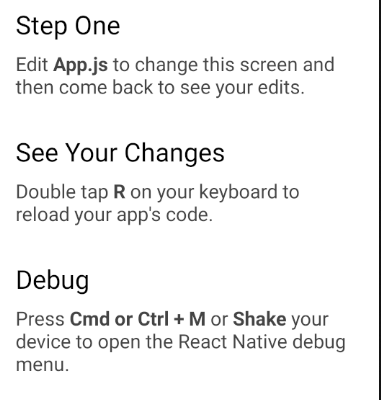 Step One
Edit App.js to change this screen and
then come back to see your edits.
See Your Changes
Double tap R on your keyboard to
reload your app's code.
Debug
Press Cmd or Ctrl + M or Shake your
device to open the React Native debug
menu.